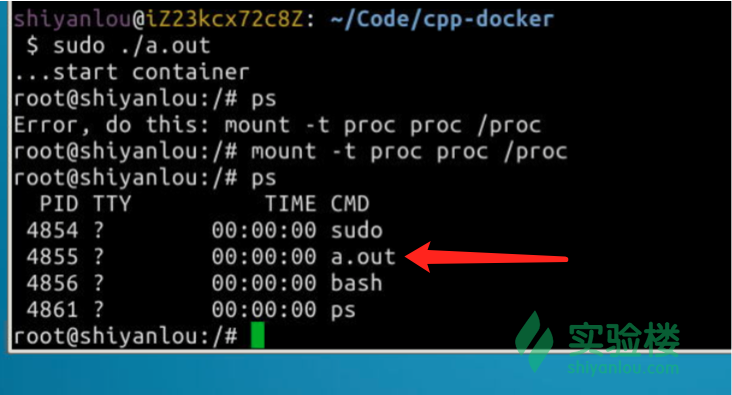 shiyanlou@iZ23kcx72c8Z: ~/Code/cpp-docker
$ sudo ./a.out
...start container
root@shiyanlou:/# ps
Error, do this: mount -t proc proc /proc
root@shiyanlou:/# mount -t proc proc /proc
root@shiyanlou:/# ps
PID TTY TIME CMD
4854 ? 00:00:00 sudo
4855 ? 00:00:00 a.out
4856 ? 00:00:00 bash
4861 ? 00:00:00 ps
root@shiyanlou:/#
实验楼
shiyanlou.com